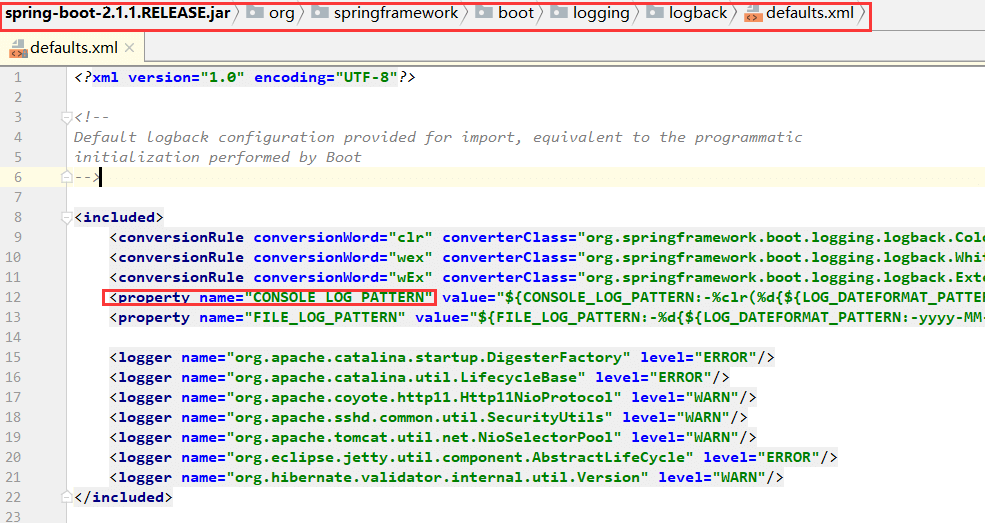 spring-boot-2.1.1.RELEASE.jar org springframework boot logging logback defaults.xml
defaults.xml
1 <?xml version="1.0" encoding="UTF-8"?>
2
3 <!--
4 Default logback configuration provided for import, equivalent to the programmatic
5 initialization performed by Boot
6 -->
7
8 <included>
9 <conversionRule conversionWord="clr" converterClass="org.springframework.boot.logging.logback.Colo
10 <conversionRule conversionWord="wex" converterClass="org.springframework.boot.logging.logback.Whit
11 <conversionRule conversionWord="wEx" converterClass="org.springframework.boot.logging.logback.Exte
12 <property name="CONSOLE_LOG_PATTERN" value="${CONSOLE_LOG_PATTERN:-%clr(%d{${LOG_DATEFORMAT_PATTE
13 <property name="FILE_LOG_PATTERN" value="${FILE_LOG_PATTERN:-%d{${LOG_DATEFORMAT_PATTERN:-yyyy-MM-
14
15 <logger name="org.apache.catalina.startup.DigesterFactory" level="ERROR"/>
16 <logger name="org.apache.catalina.util.LifecycleBase" level="ERROR"/>
17 <logger name="org.apache.coyote.http11.Http11NioProtocol" level="WARN"/>
18 <logger name="org.apache.sshd.common.util.SecurityUtils" level="WARN"/>
19 <logger name="org.apache.tomcat.util.net.NioSelectorPool" level="WARN"/>
20 <logger name="org.eclipse.jetty.util.component.AbstractLifeCycle" level="ERROR"/>
21 <logger name="org.hibernate.validator.internal.util.Version" level="WARN"/>
22 </included>
23